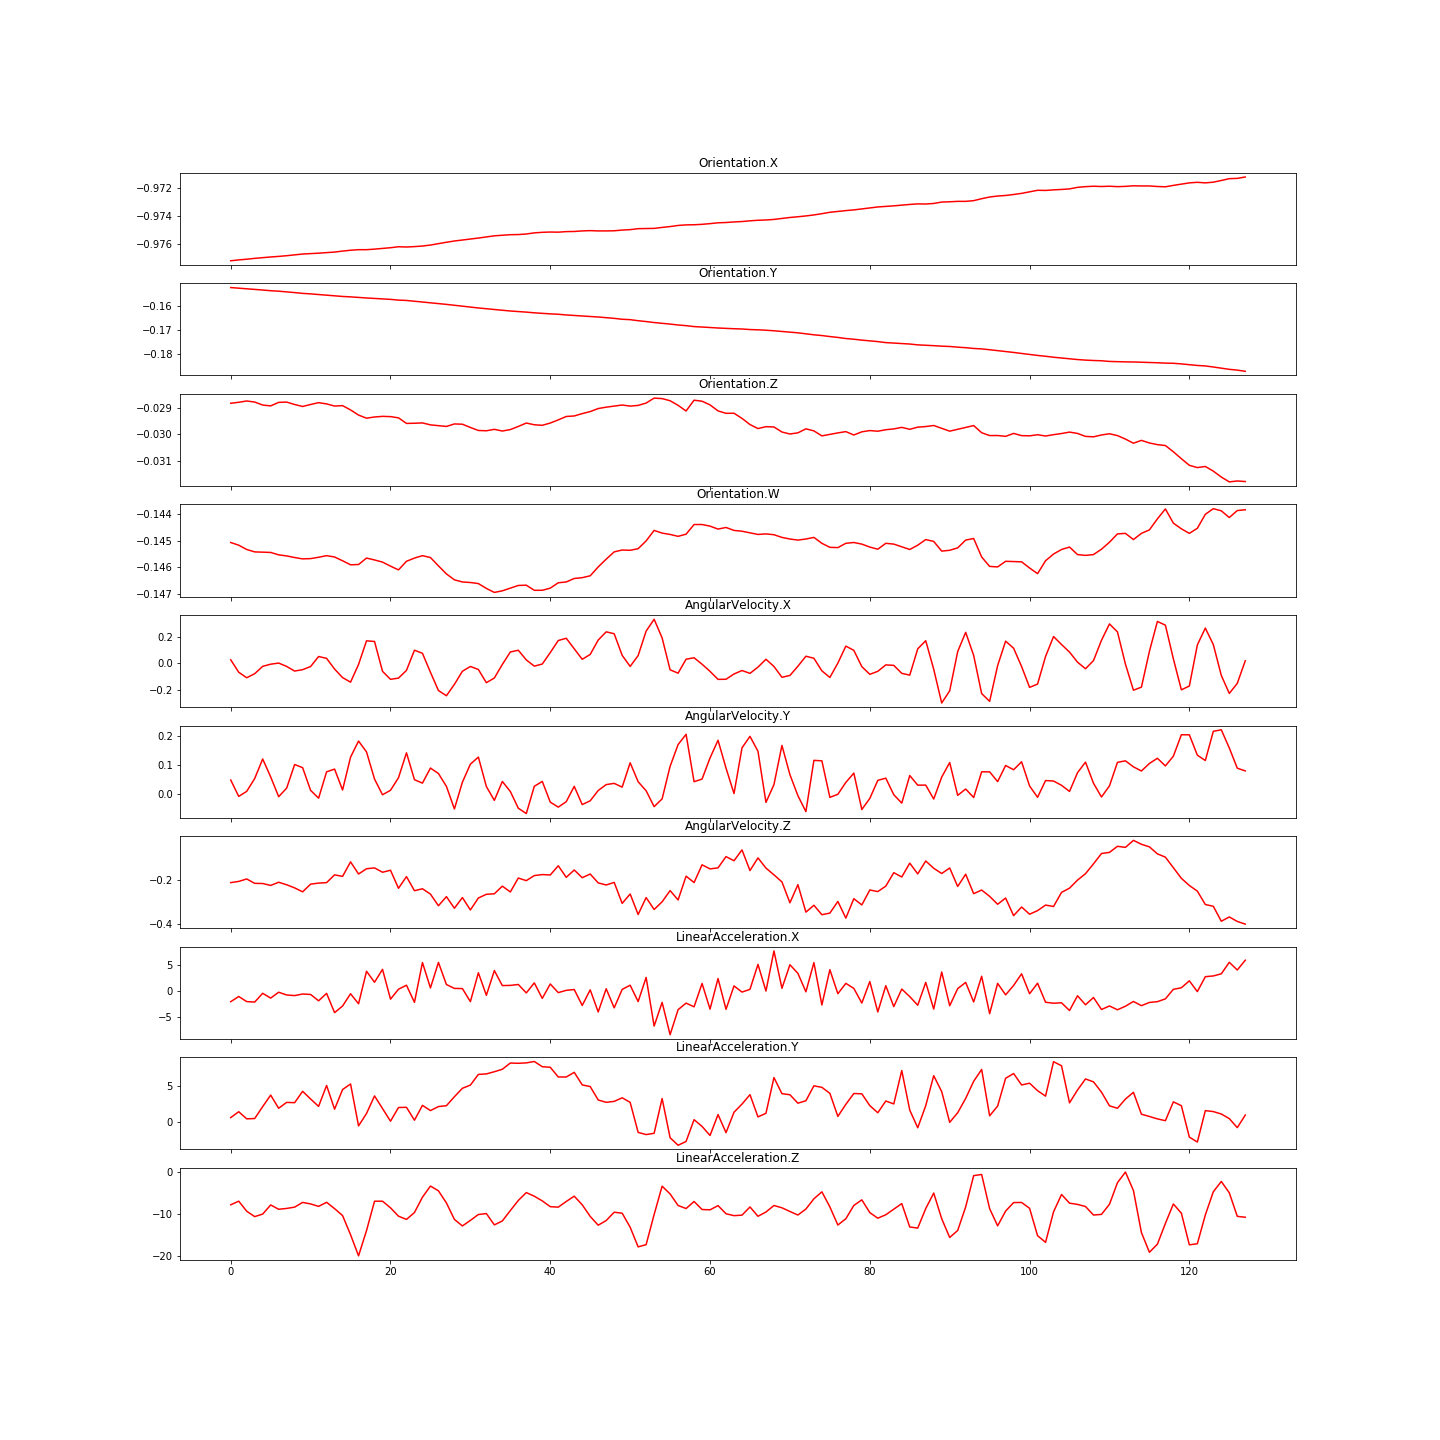 Orientation.X
−0.972
−0.974
−0.976
Orientation.Y
−0.16
−0.17
−0.18
Orientation.Z
−0.029
−0.030
−0.031
Orientation.W
−0.144
−0.145
−0.146
−0.147
AngularVelocity.X
0.2
0.0
−0.2
AngularVelocity.Y
0.2
0.1
0.0
AngularVelocity.Z
−0.2
−0.4
LinearAcceleration.X
5
0
−5
LinearAcceleration.Y
5
0
LinearAcceleration.Z
0
−10
−20
0 20 40 60 80 100 120